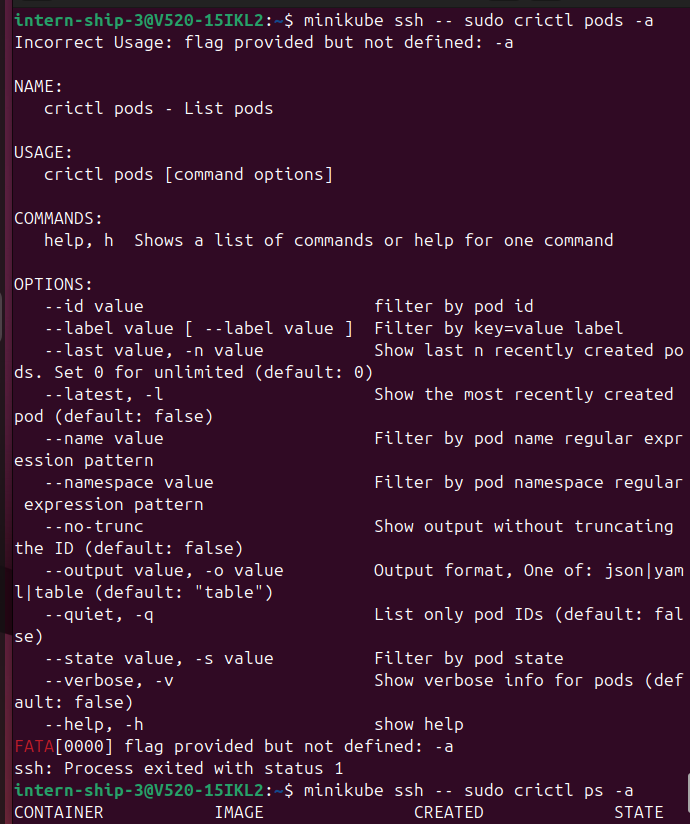 intern-ship-3@V520-15IKL2:~$ minikube ssh -- sudo crictl pods -a
Incorrect Usage: flag provided but not defined: -a
NAME:
crictl pods - List pods
USAGE:
crictl pods [command options]
COMMANDS:
help, h  Shows a list of commands or help for one command
OPTIONS:
--id value                       filter by pod id
--label value [ --label value ]  Filter by key=value label
--last value, -n value           Show last n recently created po
ds. Set 0 for unlimited (default: 0)
--latest, -l                     Show the most recently created
pod (default: false)
--name value                     Filter by pod name regular expr
ession pattern
--namespace value                Filter by pod namespace regular
expression pattern
--no-trunc                       Show output without truncating
the ID (default: false)
--output value, -o value         Output format, One of: json|yam
l|table (default: "table")
--quiet, -q                      List only pod IDs (default: fal
se)
--state value, -s value          Filter by pod state
--verbose, -v                    Show verbose info for pods (def
ault: false)
--help, -h                       show help
FATA[0000] flag provided but not defined: -a
ssh: Process exited with status 1
intern-ship-3@V520-15IKL2:~$ minikube ssh -- sudo crictl ps -a
CONTAINER           IMAGE               CREATED             STATE